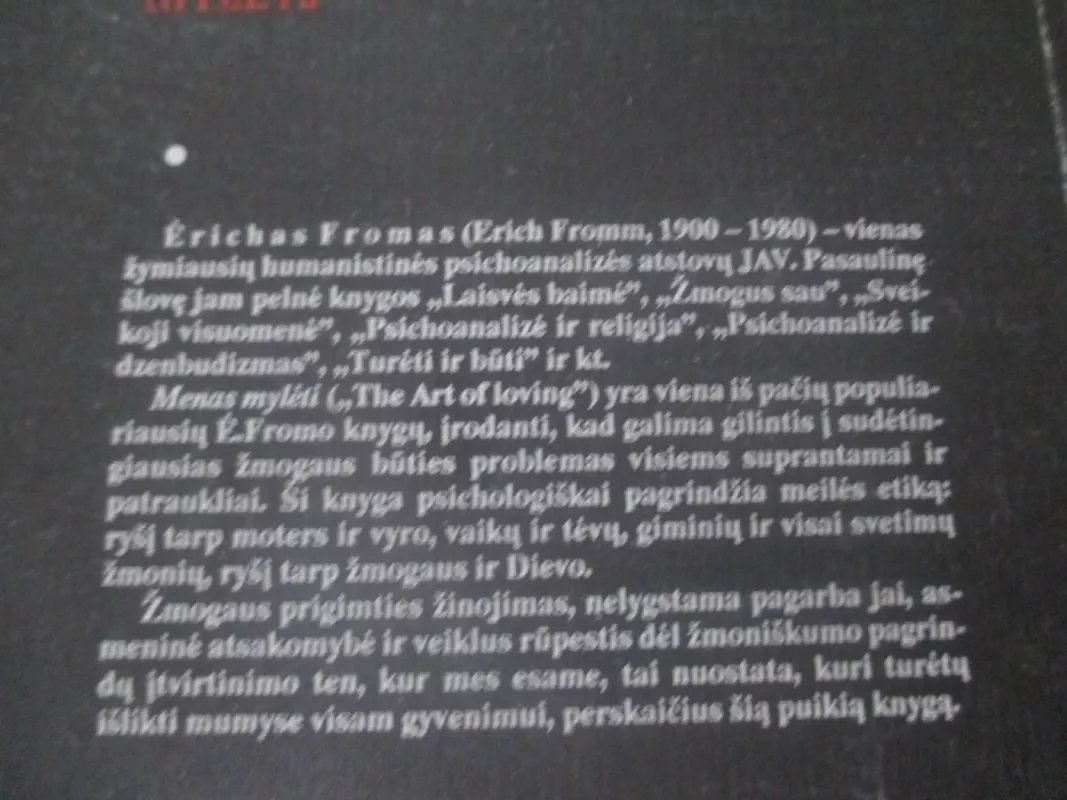 Ėrichas Fromas (Erich Fromm, 1900 – 1980) – vienas
žymiausių humanistinės psichoanalizės atstovų JAV. Pasaulinę
šlovę jam pelnė knygos „Laisvės baimė”, „Žmogus sau”, „Svei-
koji visuomenė”, „Psichoanalizė ir religija”, „Psichoanalizė ir
dzenbudizmas”, „Turėti ir būti” ir kt.
Menas mylėti („The Art of loving”) yra viena iš pačių populia-
riausių Ė.Fromo knygų, įrodanti, kad galima gilintis į sudėtin-
giausias žmogaus būties problemas visiems suprantamai ir
patraukliai. Ši knyga psichologiškai pagrindžia meilės etiką:
ryšį tarp moters ir vyro, vaikų ir tėvų, giminių ir visai svetimų
žmonių, ryšį tarp žmogaus ir Dievo.
Žmogaus prigimties žinojimas, nelygstama pagarba jai, as-
meninė atsakomybė ir veiklus rūpestis dėl žmoniškumo pagrin-
dų įtvirtinimo ten, kur mes esame, tai nuostata, kuri turėtų
išlikti mumyse visam gyvenimui, perskaičius šią puikią knygą.